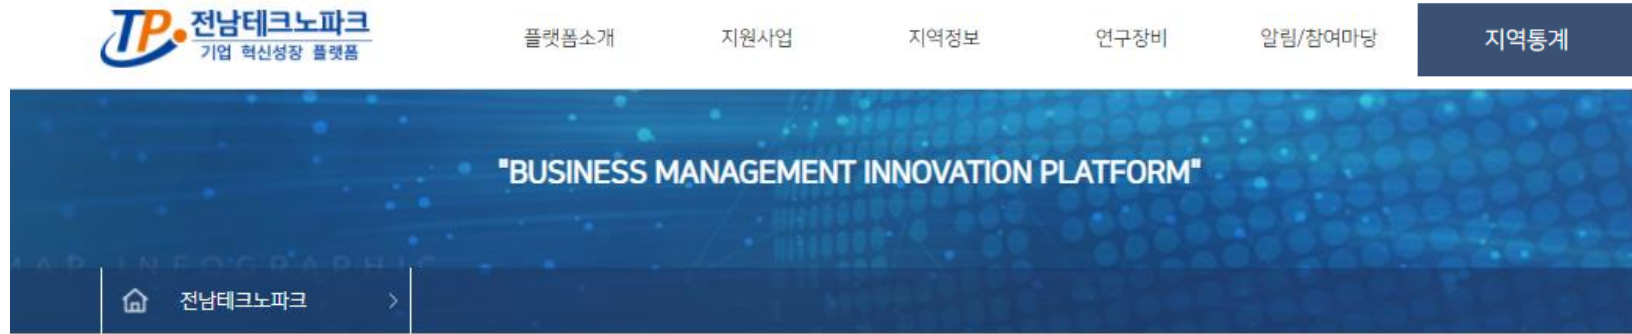 TP 전남테크노파크
기업 혁신성장 플랫폼
플랫폼소개 지원사업 지역정보 연구장비 알림/참여마당 지역통계
"BUSINESS MANAGEMENT INNOVATION PLATFORM"
MAP INFOGRAPHIC
전남테크노파크 >